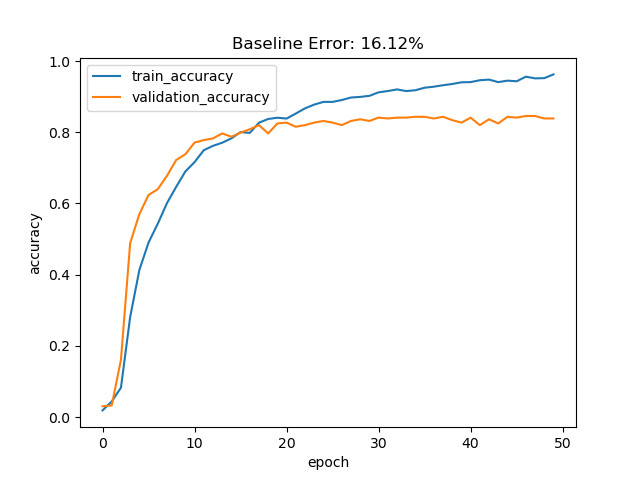 Baseline Error: 16.12%
train_accuracy
validation_accuracy
accuracy
1.0
0.8
0.6
0.4
0.2
0.0
0 10 20 30 40 50
epoch